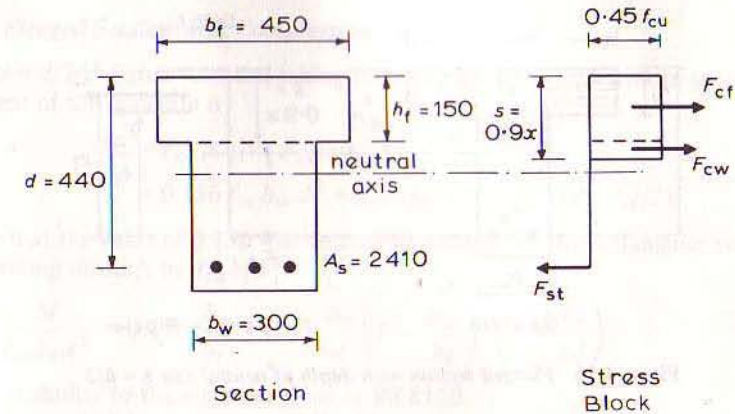 b_f = 450
0·45 f_cu
F_cf
h_f = 150
s =
0·9x
F_cw
neutral
axis
d = 440
A_s = 2410
F_st
b_w = 300
Section
Stress
Block